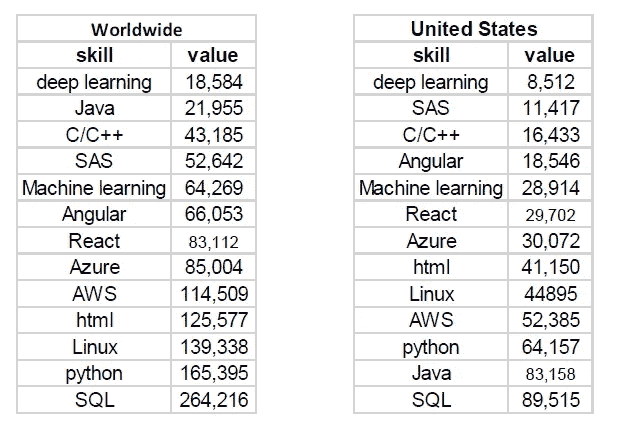 Worldwide
skill value
deep learning 18,584
Java 21,955
C/C++ 43,185
SAS 52,642
Machine learning 64,269
Angular 66,053
React 83,112
Azure 85,004
AWS 114,509
html 125,577
Linux 139,338
python 165,395
SQL 264,216
United States
skill value
deep learning 8,512
SAS 11,417
C/C++ 16,433
Angular 18,546
Machine learning 28,914
React 29,702
Azure 30,072
html 41,150
Linux 44895
AWS 52,385
python 64,157
Java 83,158
SQL 89,515